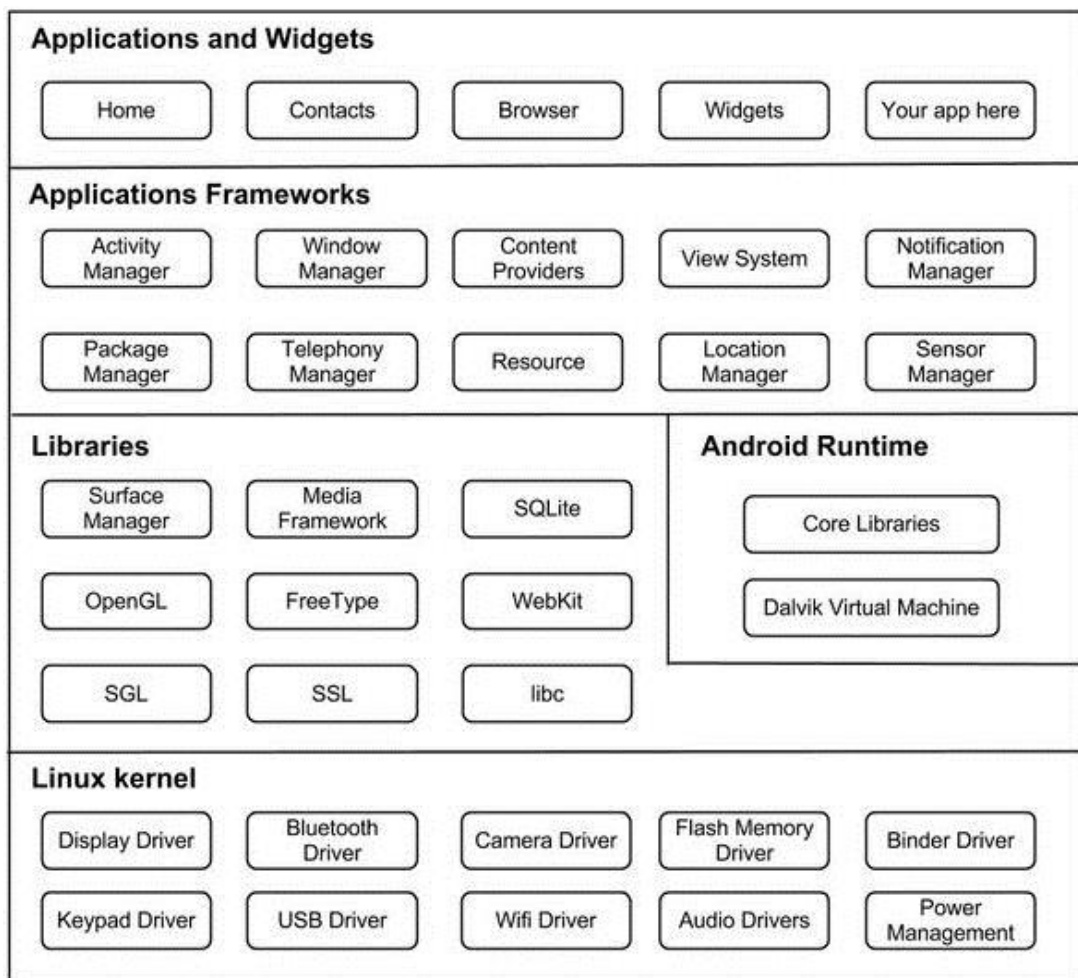 Applications and Widgets
Home
Contacts
Browser
Widgets
Your app here
Applications Frameworks
Activity
Manager
Window
Manager
Content
Providers
View System
Notification
Manager
Package
Manager
Telephony
Manager
Resource
Location
Manager
Sensor
Manager
Libraries
Surface
Manager
Media
Framework
SQLite
OpenGL
FreeType
WebKit
SGL
SSL
libc
Android Runtime
Core Libraries
Dalvik Virtual Machine
Linux kernel
Display Driver
Bluetooth
Driver
Camera Driver
Flash Memory
Driver
Binder Driver
Keypad Driver
USB Driver
Wifi Driver
Audio Drivers
Power
Management